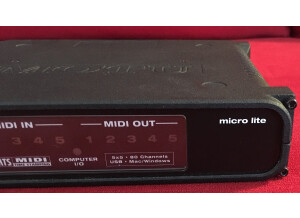 MIDI IN MIDI OUT
3 4 5 1 2 3 4 5
micro lite
MIDI
COMPUTER
I/O
5x5 • 80 Channels
USB • Mac/Windows